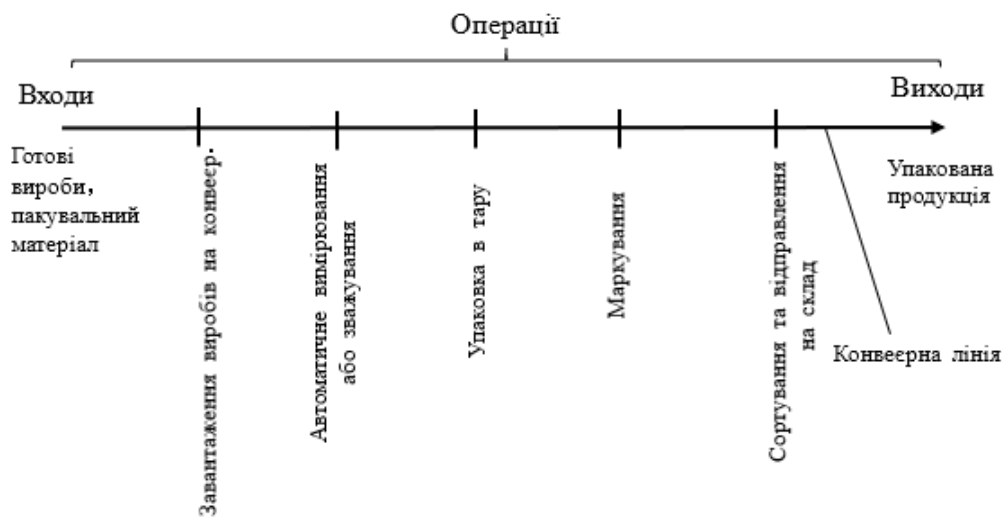 Операції
Входи
Виходи
Готові
вироби,
пакувальний
матеріал
Завантаження виробів на конвеєр.
Автоматичне вимірювання
або зважування
Упаковка в тару
Маркування
Сортування та відправлення
на склад
Упакована
продукція
Конвеєрна лінія